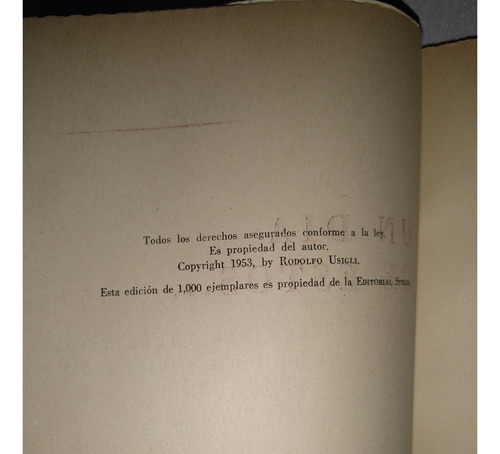 Todos los derechos asegurados conforme a la ley.
Es propiedad del autor.
Copyright 1953, by RODOLFO USIGLI.
Esta edición de 1,000 ejemplares es propiedad de la EDITORIAL